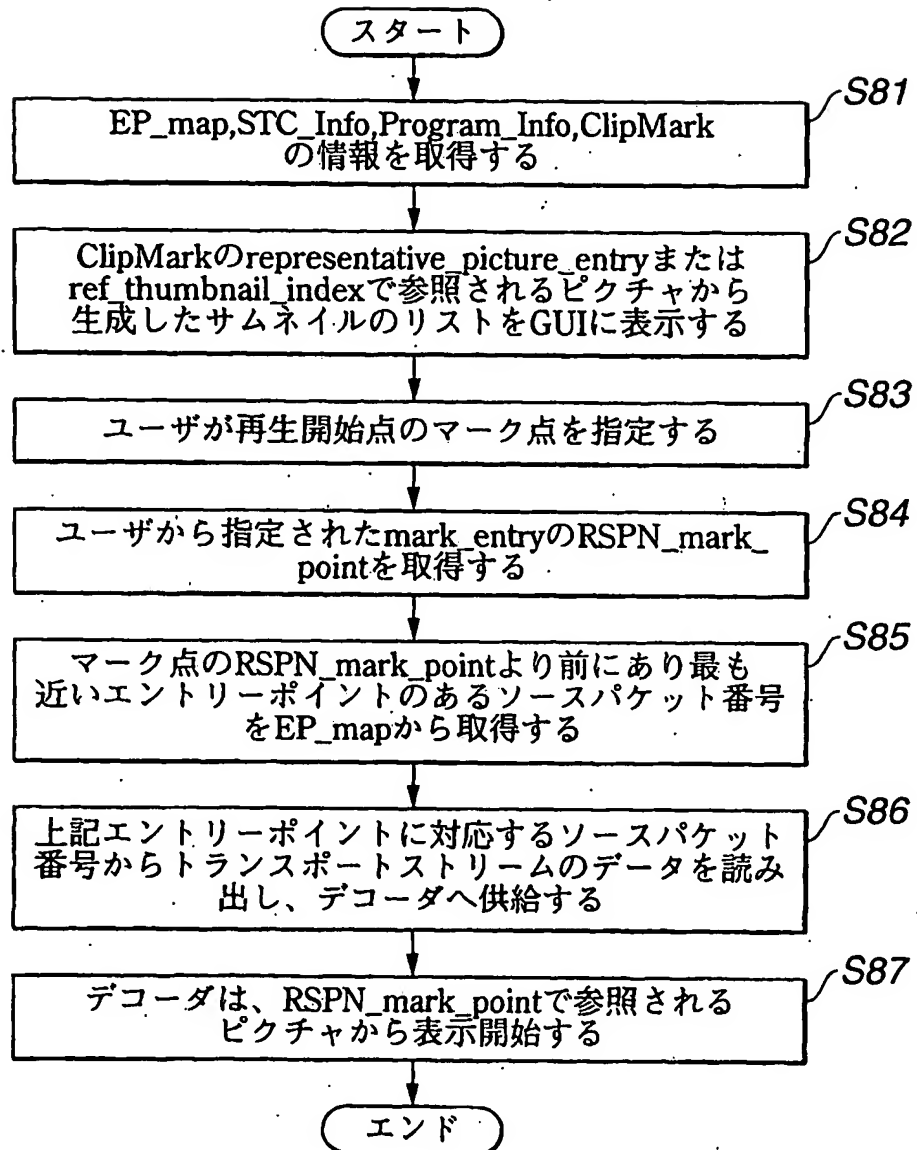 スタート
S81
EP_map,STC_Info,Program_Info,ClipMark
の情報を取得する
S82
ClipMarkのrepresentative_picture_entryまたは
ref_thumbnail_indexで参照されるピクチャから
生成したサムネイルのリストをGUIに表示する
S83
ユーザが再生開始点のマーク点を指定する
S84
ユーザから指定されたmark_entryのRSPN_mark_
pointを取得する
S85
マーク点のRSPN_mark_pointより前にあり最も
近いエントリーポイントのあるソースパケット番号
をEP_mapから取得する
S86
上記エントリーポイントに対応するソースパケット
番号からトランスポートストリームのデータを読み
出し、デコーダへ供給する
S87
デコーダは、RSPN_mark_pointで参照される
ピクチャから表示開始する
エンド